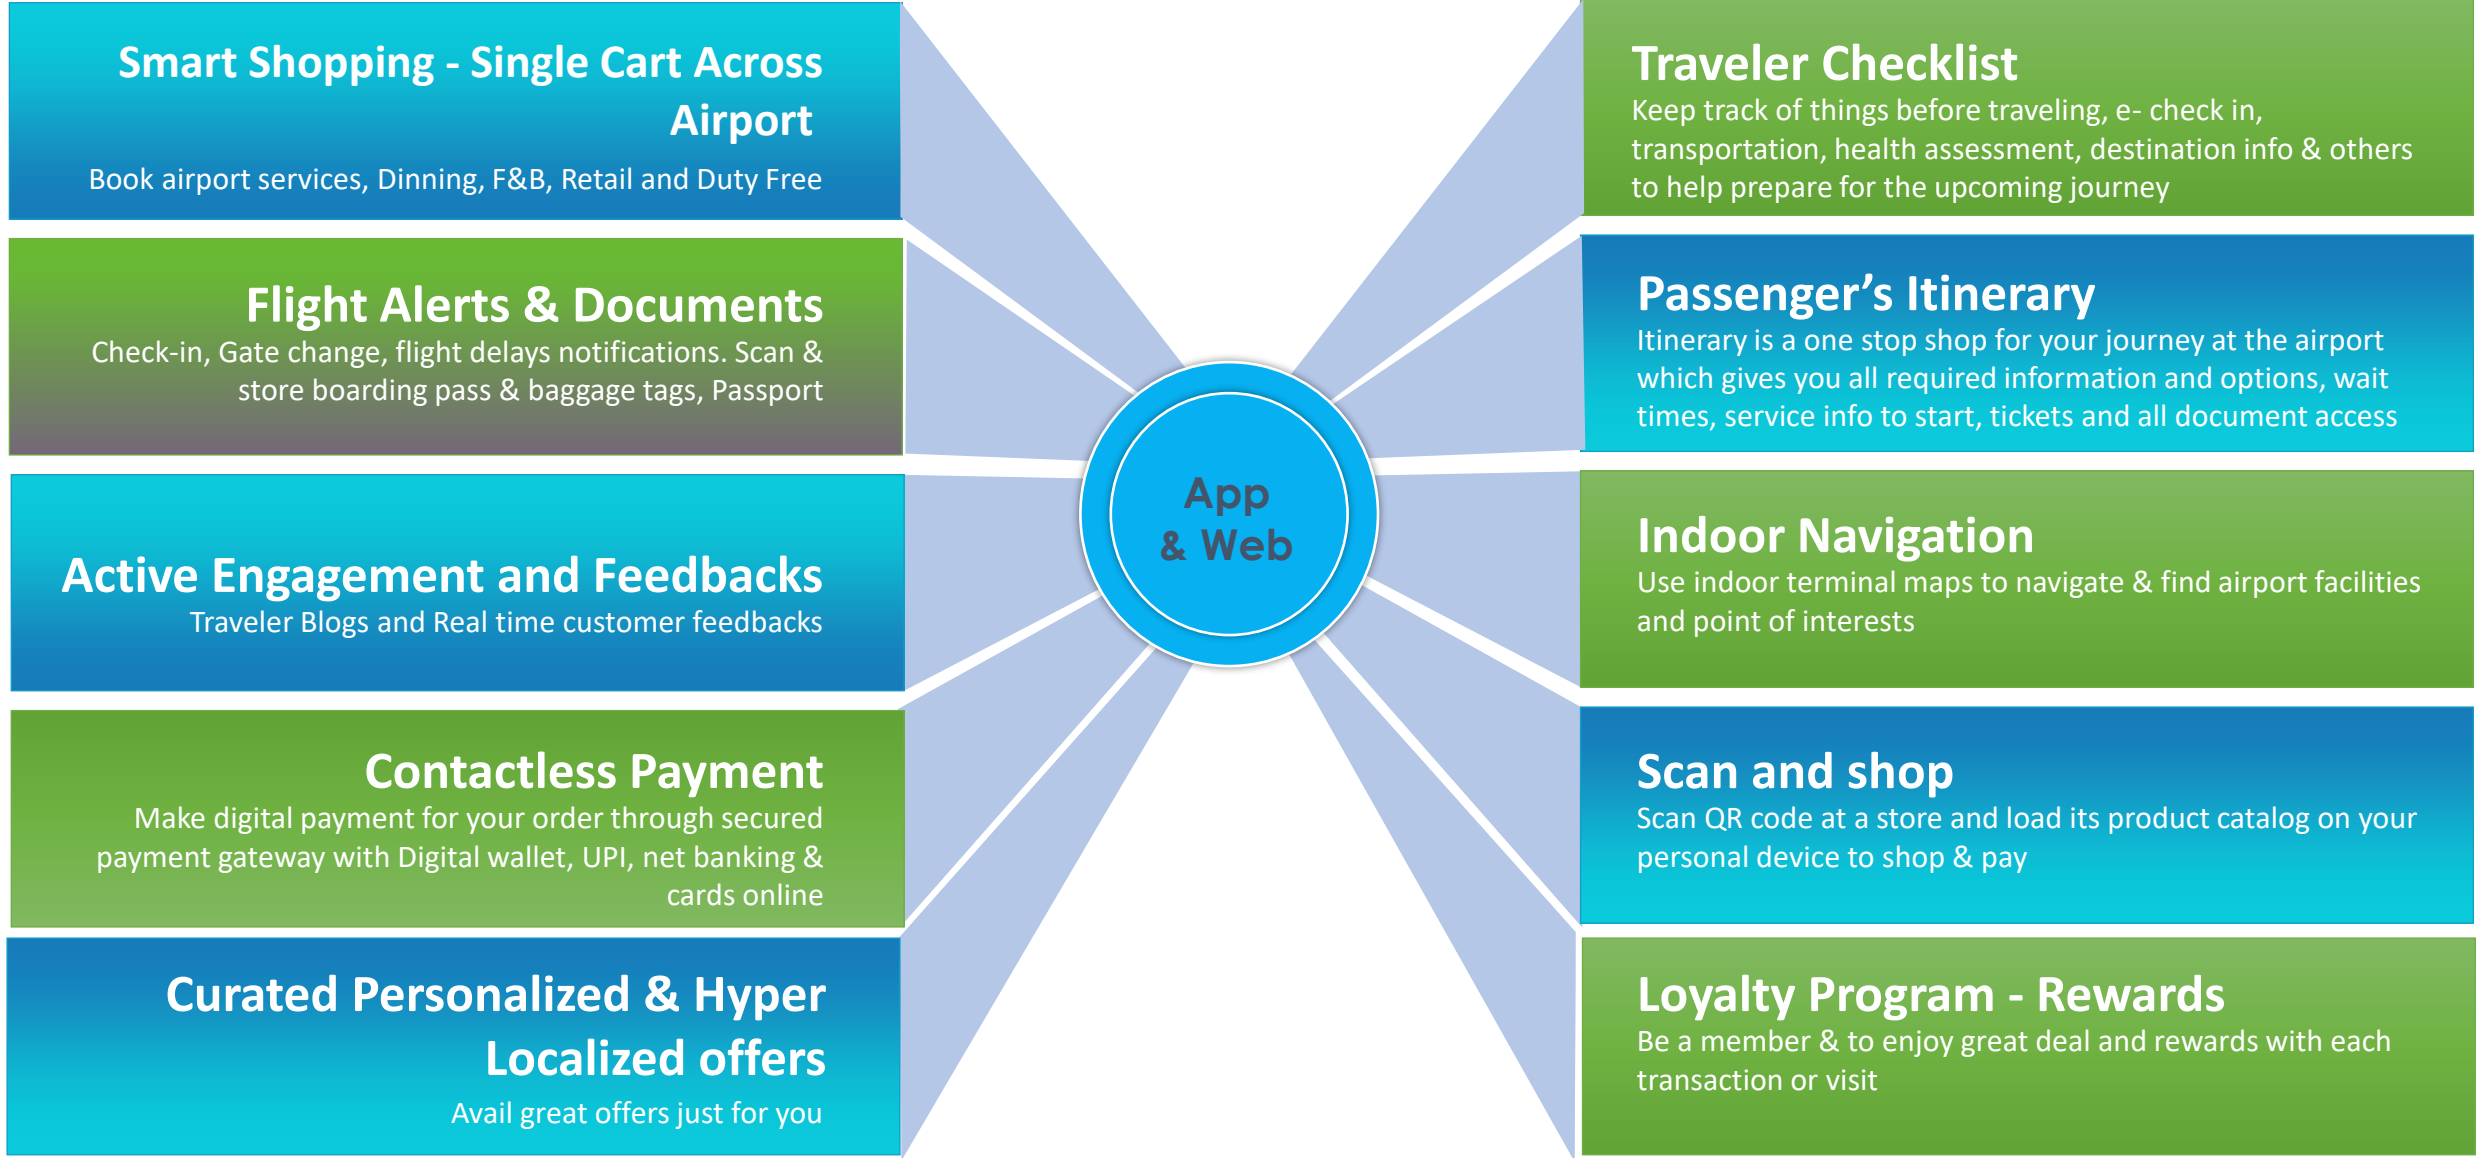 Smart Shopping - Single Cart Across
Airport
Book airport services, Dinning, F&B, Retail and Duty Free
Flight Alerts & Documents
Check-in, Gate change, flight delays notifications. Scan &
store boarding pass & baggage tags, Passport
Active Engagement and Feedbacks
Traveler Blogs and Real time customer feedbacks
Contactless Payment
Make digital payment for your order through secured
payment gateway with Digital wallet, UPI, net banking &
cards online
Curated Personalized & Hyper
Localized offers
Avail great offers just for you
App
& Web
Traveler Checklist
Keep track of things before traveling, e- check in,
transportation, health assessment, destination info & others
to help prepare for the upcoming journey
Passenger’s Itinerary
Itinerary is a one stop shop for your journey at the airport
which gives you all required information and options, wait
times, service info to start, tickets and all document access
Indoor Navigation
Use indoor terminal maps to navigate & find airport facilities
and point of interests
Scan and shop
Scan QR code at a store and load its product catalog on your
personal device to shop & pay
Loyalty Program - Rewards
Be a member & to enjoy great deal and rewards with each
transaction or visit